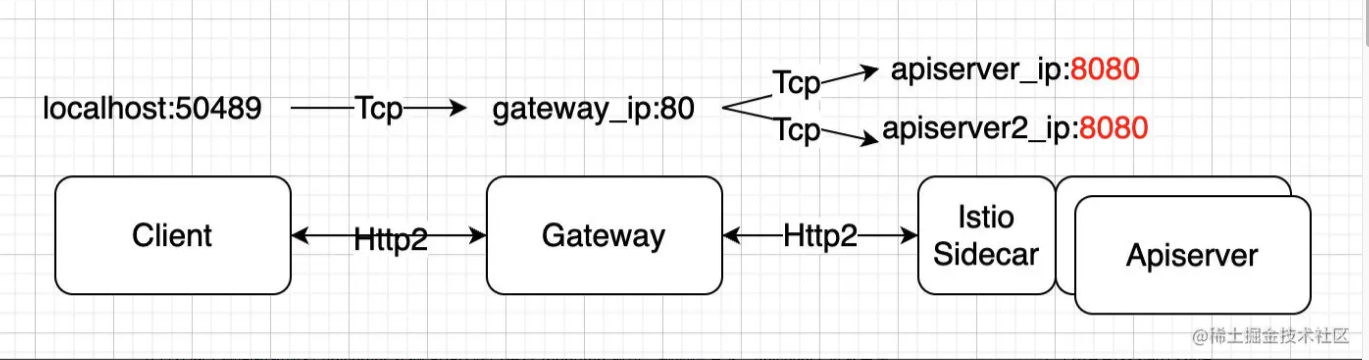 localhost:50489
Tcp
gateway_ip:80
Tcp
apiserver_ip:8080
Tcp
apiserver2_ip:8080
Client
Http2
Gateway
Http2
Istio
Sidecar
Apiserver
@稀土掘金技术社区